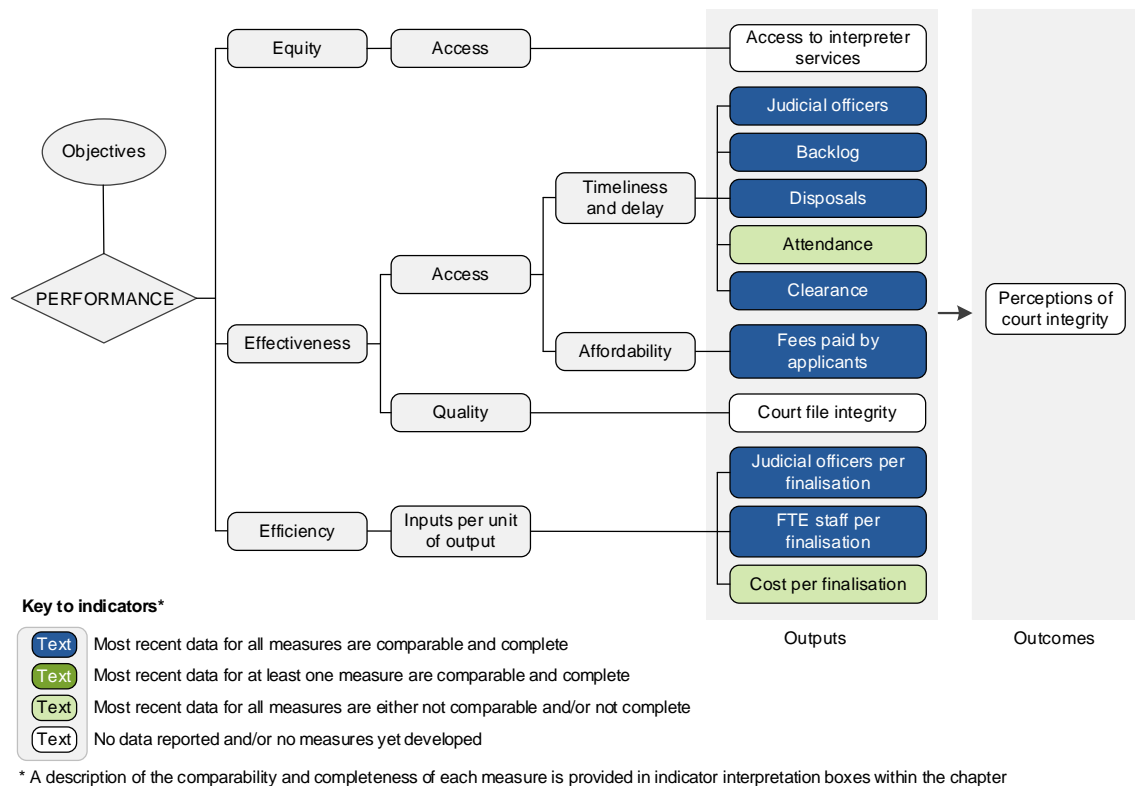 Objectives
PERFORMANCE
Equity
Access
Access to interpreter
services
Effectiveness
Access
Timeliness
and delay
Judicial officers
Backlog
Disposals
Attendance
Clearance
Affordability
Fees paid by
applicants
Quality
Court file integrity
Efficiency
Inputs per unit
of output
Judicial officers per
finalisation
FTE staff per
finalisation
Cost per finalisation
Perceptions of
court integrity
Outputs
Outcomes
Key to indicators*
Text Most recent data for all measures are comparable and complete
Text Most recent data for at least one measure are comparable and complete
Text Most recent data for all measures are either not comparable and/or not complete
Text No data reported and/or no measures yet developed
* A description of the comparability and completeness of each measure is provided in indicator interpretation boxes within the chapter